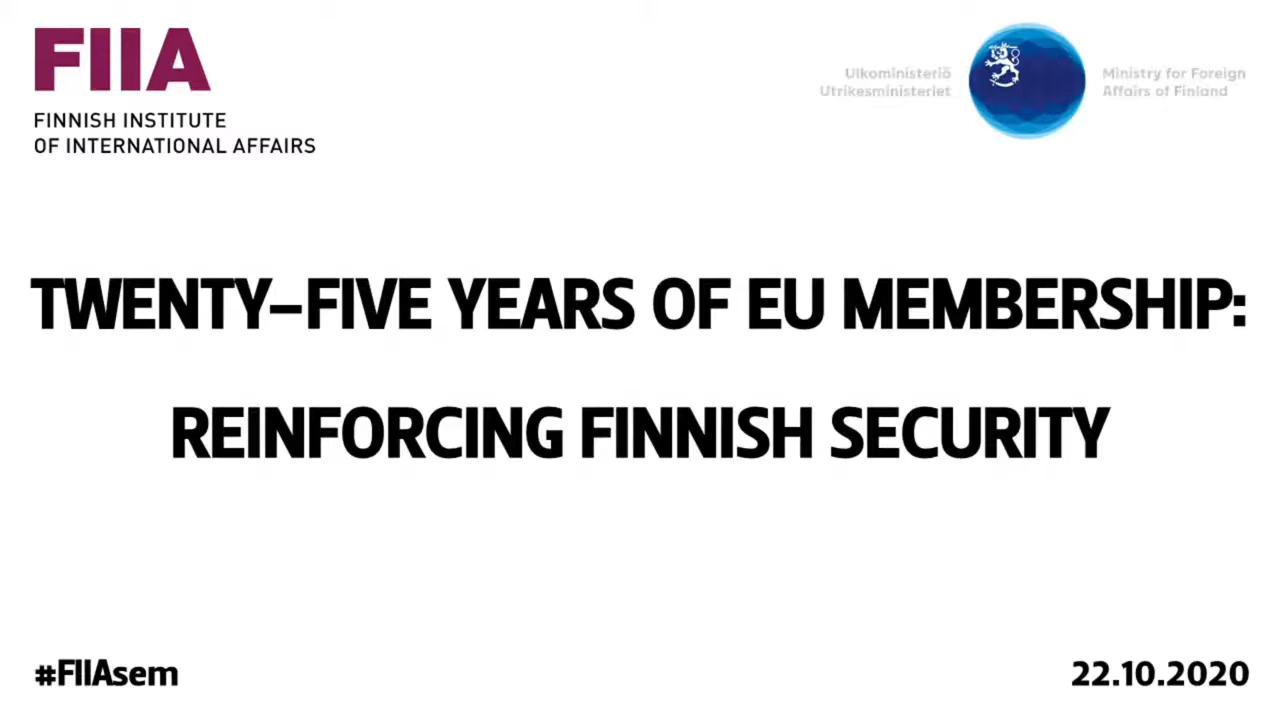 FIIA
FINNISH INSTITUTE
OF INTERNATIONAL AFFAIRS
Ulkoministeriö
Utrikesministeriet
Ministry for Foreign
Affairs of Finland
TWENTY–FIVE YEARS OF EU MEMBERSHIP:
REINFORCING FINNISH SECURITY
#FIIAsem
22.10.2020